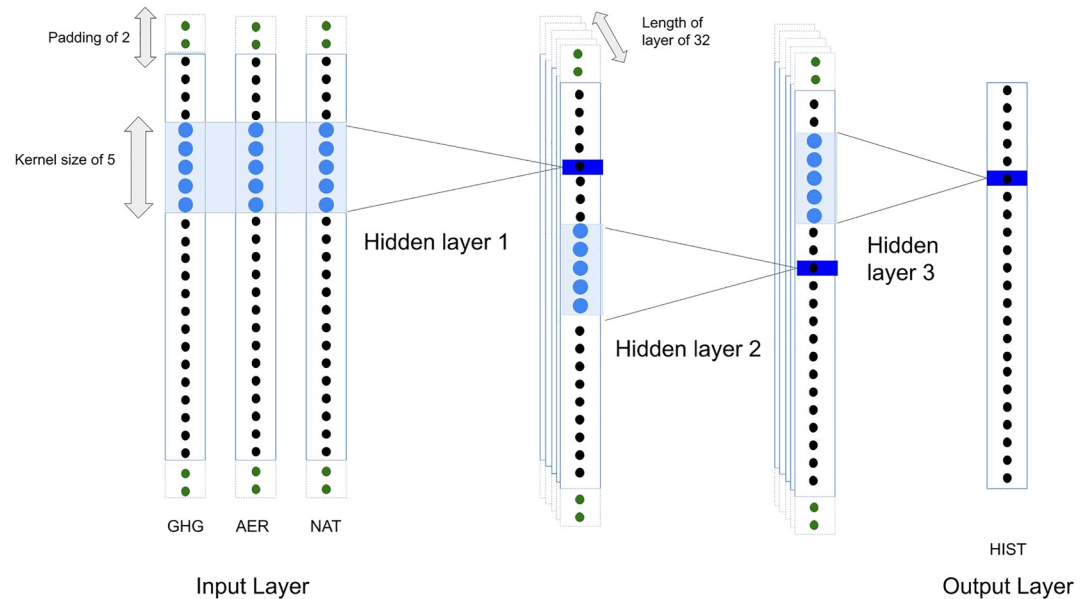 Padding of 2
Length of
layer of 32
Kernel size of 5
Hidden layer 1
Hidden
layer 3
Hidden layer 2
GHG
AER
NAT
HIST
Input Layer
Output Layer